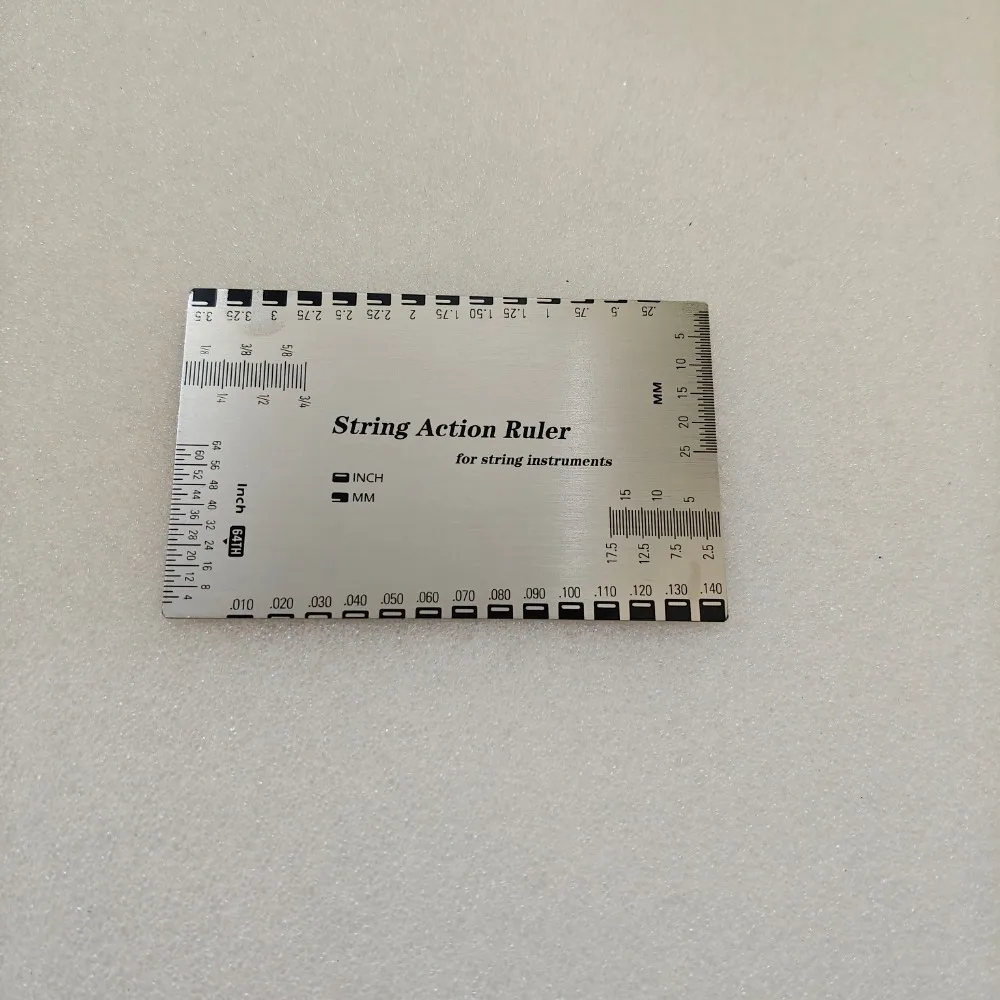 3.5 3.25 3 2.75 2.5 2.25 2 1.75 1.50 1.25 1 .75 .5 .25
1/8 3/8 5/8
1/4 1/2 3/4
5 10 15 20 25
MM
String Action Ruler
for string instruments
INCH
MM
64 56 48 40 32 24 16 8
60 52 44 36 28 20 12 4
Inch
64TH
15 10 5
17.5 12.5 7.5 2.5
.010 .020 .030 .040 .050 .060 .070 .080 .090 .100 .110 .120 .130 .140